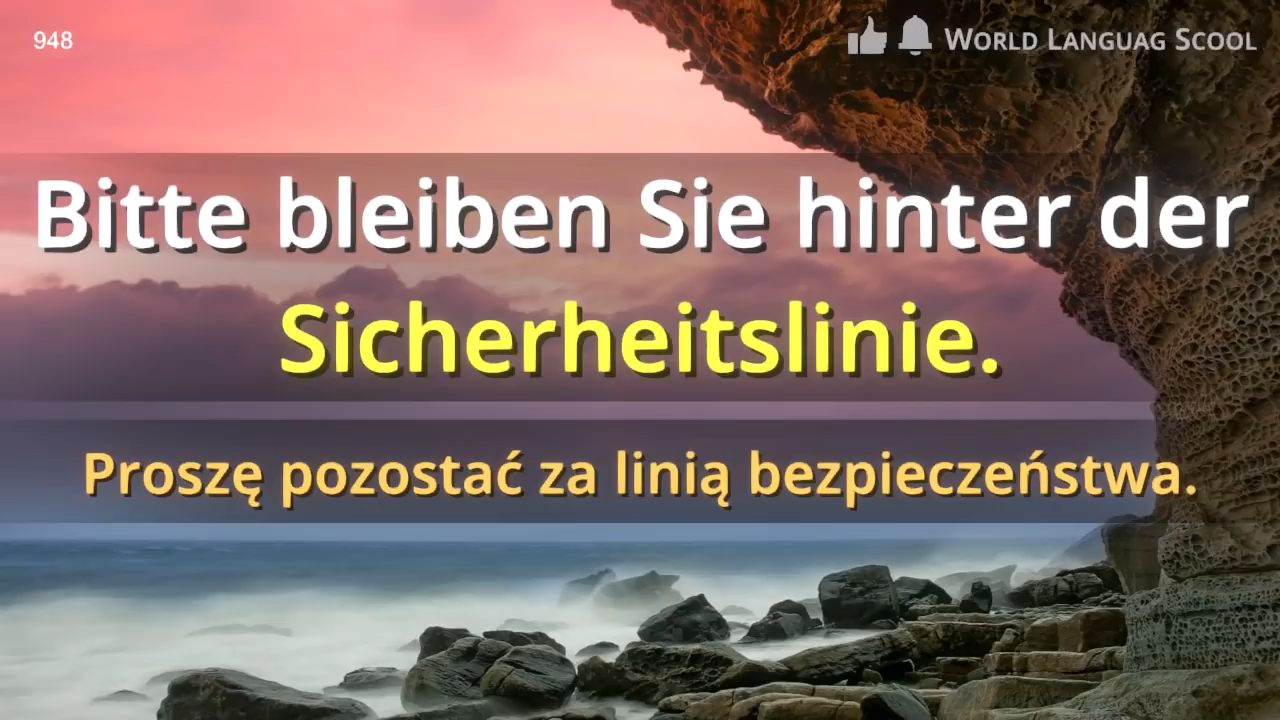 948
WORLD LANGUAG SCOOL
Bitte bleiben Sie hinter der
Sicherheitslinie.
Proszę pozostać za linią bezpieczeństwa.